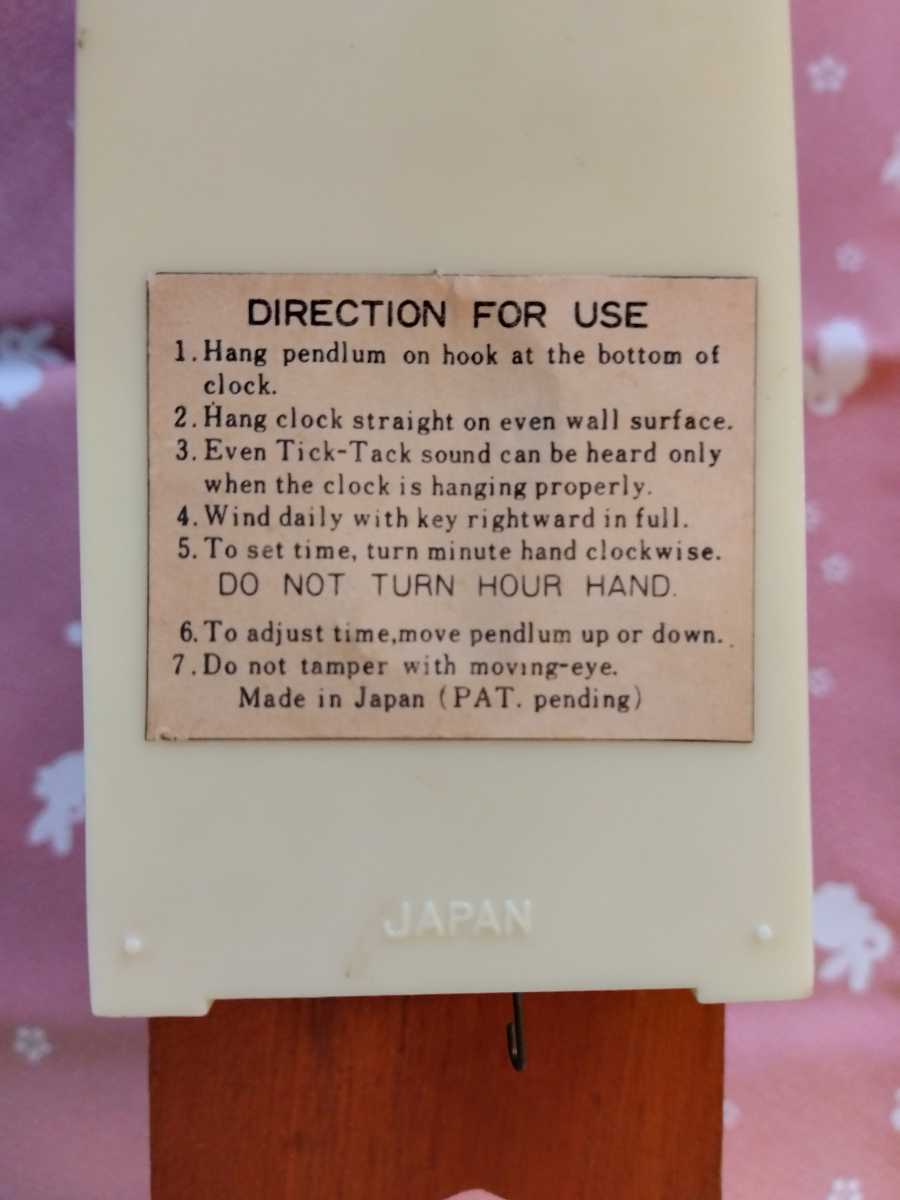 DIRECTION FOR USE
1. Hang pendlum on hook at the bottom of
clock.
2. Hang clock straight on even wall surface.
3. Even Tick-Tack sound can be heard only
when the clock is hanging properly.
4. Wind daily with key rightward in full.
5. To set time, turn minute hand clockwise.
DO NOT TURN HOUR HAND.
6. To adjust time,move pendlum up or down.
7. Do not tamper with moving-eye.
Made in Japan (PAT. pending)
JAPAN